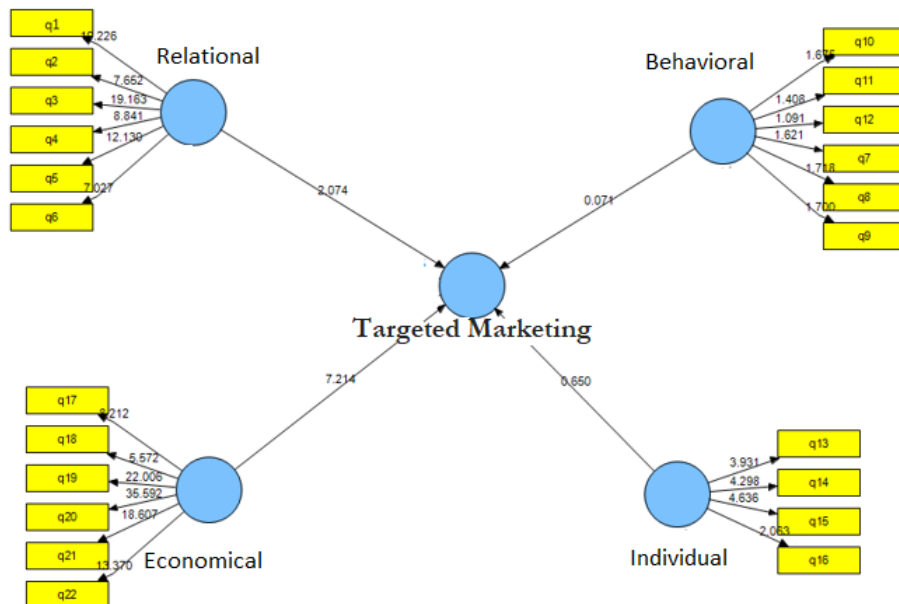 q1
10.226
q2
7.652
q3
19.163
q4
8.841
q5
12.130
q6
7.027
Relational
Behavioral
q10
1.675
q11
1.408
q12
1.091
q7
1.621
q8
1.718
q9
1.700
2.074
0.071
Targeted Marketing
7.214
0.650
q17
8.212
q18
5.572
q19
22.006
q20
35.592
q21
18.607
q22
13.370
Economical
q13
3.931
q14
4.298
q15
4.636
q16
2.063
Individual